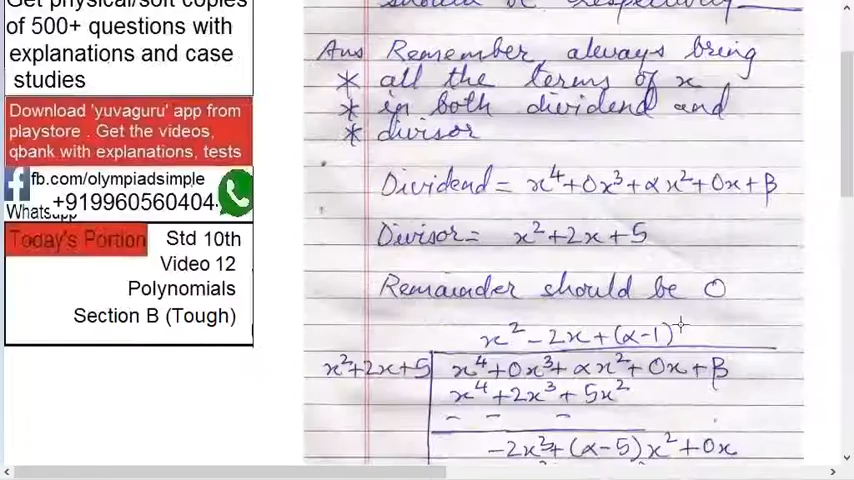 Get physical/soft copies
of 500+ questions with
explanations and case
studies
Download 'yuvaguru' app from
playstore . Get the videos,
qbank with explanations, tests
fb.com/olympiadsimple
Whatsapp +919960560404.
Today's Portion Std 10th
Video 12
Polynomials
Section B (Tough)
should be respectively
Ans Remember, always bring
* all the terms of x
* in both dividend and
* divisor
Dividend = x⁴+0x³+αx²+0x+β
Divisor = x²+2x+5
Remainder should be 0
x² - 2x + (α-1)
x²+2x+5 x⁴+0x³+αx²+0x+β
x⁴+2x³+5x²
- - -
-2x³+(α-5)x²+0x